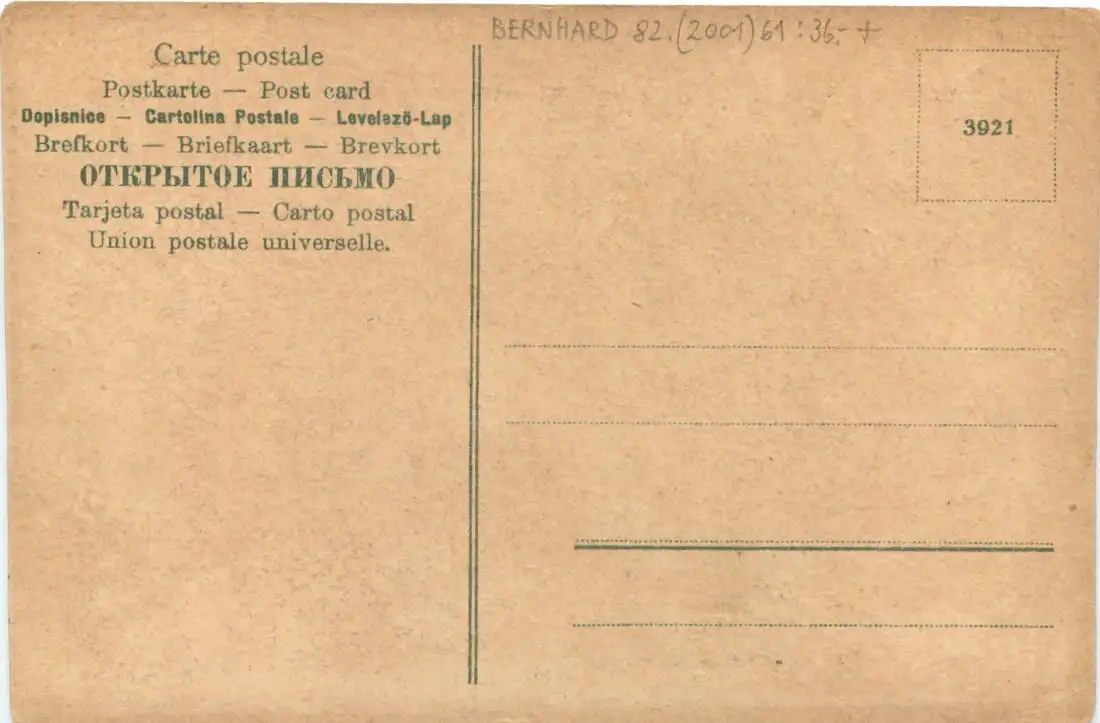 BERNHARD 82. (2001) 61 : 36.- +
Carte postale
Postkarte — Post card
Dopisnice — Cartolina Postale — Levelező-Lap
Brefkort — Briefkaart — Brevkort
ОТКРЫТОЕ ПИСЬМО
Tarjeta postal — Carto postal
Union postale universelle.
3921